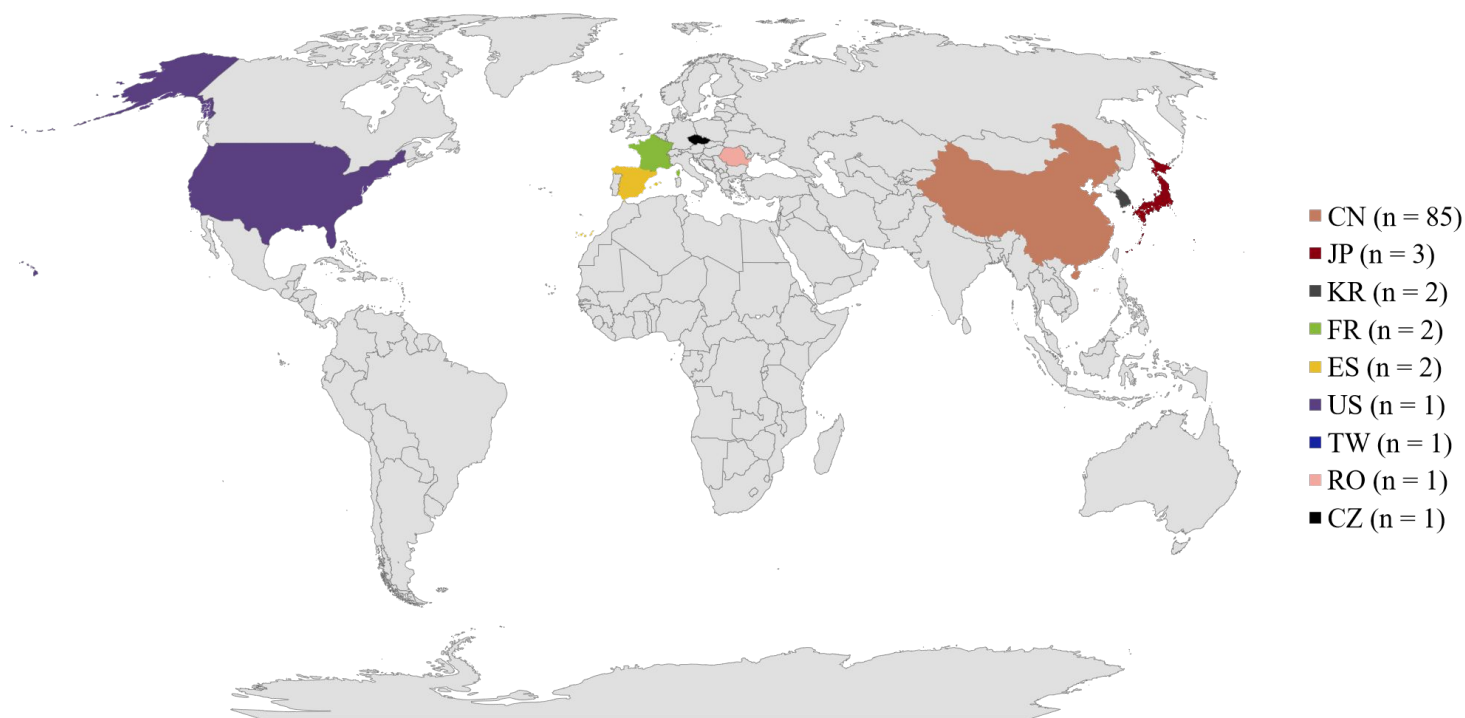 CN (n = 85)
JP (n = 3)
KR (n = 2)
FR (n = 2)
ES (n = 2)
US (n = 1)
TW (n = 1)
RO (n = 1)
CZ (n = 1)